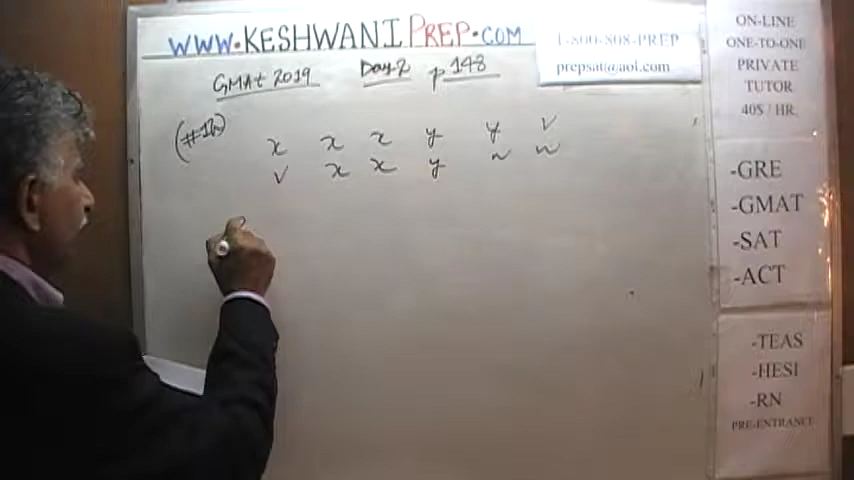 WWW.KESHWANIPREP.COM
1-800-808-PREP
prepsat@aol.com
GMAt 2019 Day 2 p 148
x x x y y v
v x x y w w
ON-LINE
ONE-TO-ONE
PRIVATE
TUTOR
40$ / HR.
-GRE
-GMAT
-SAT
-ACT
-TEAS
-HESI
-RN
PRE-ENTRANCE